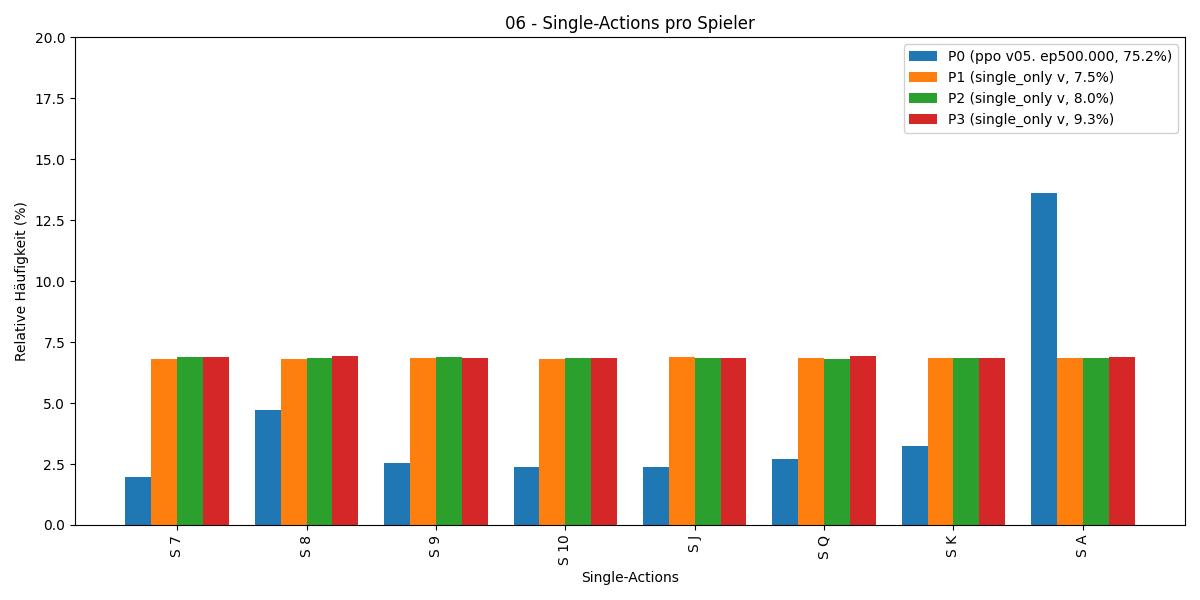 06 - Single-Actions pro Spieler
20.0
17.5
15.0
12.5
10.0
7.5
5.0
2.5
0.0
Relative Häufigkeit (%)
P0 (ppo v05. ep500.000, 75.2%)
P1 (single_only v, 7.5%)
P2 (single_only v, 8.0%)
P3 (single_only v, 9.3%)
S 7
S 8
S 9
S 10
S J
S Q
S K
S A
Single-Actions